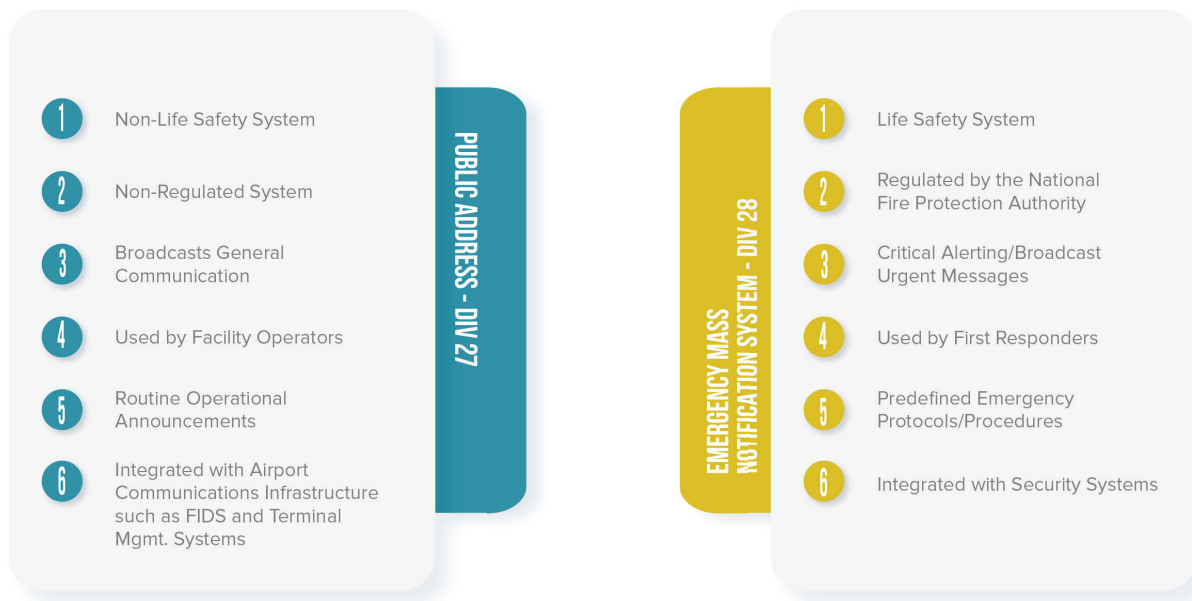 1 Non-Life Safety System
2 Non-Regulated System
3 Broadcasts General
Communication
4 Used by Facility Operators
5 Routine Operational
Announcements
6 Integrated with Airport
Communications Infrastructure
such as FIDS and Terminal
Mgmt. Systems
PUBLIC ADDRESS - DIV 27
EMERGENCY MASS
NOTIFICATION SYSTEM - DIV 28
1 Life Safety System
2 Regulated by the National
Fire Protection Authority
3 Critical Alerting/Broadcast
Urgent Messages
4 Used by First Responders
5 Predefined Emergency
Protocols/Procedures
6 Integrated with Security Systems